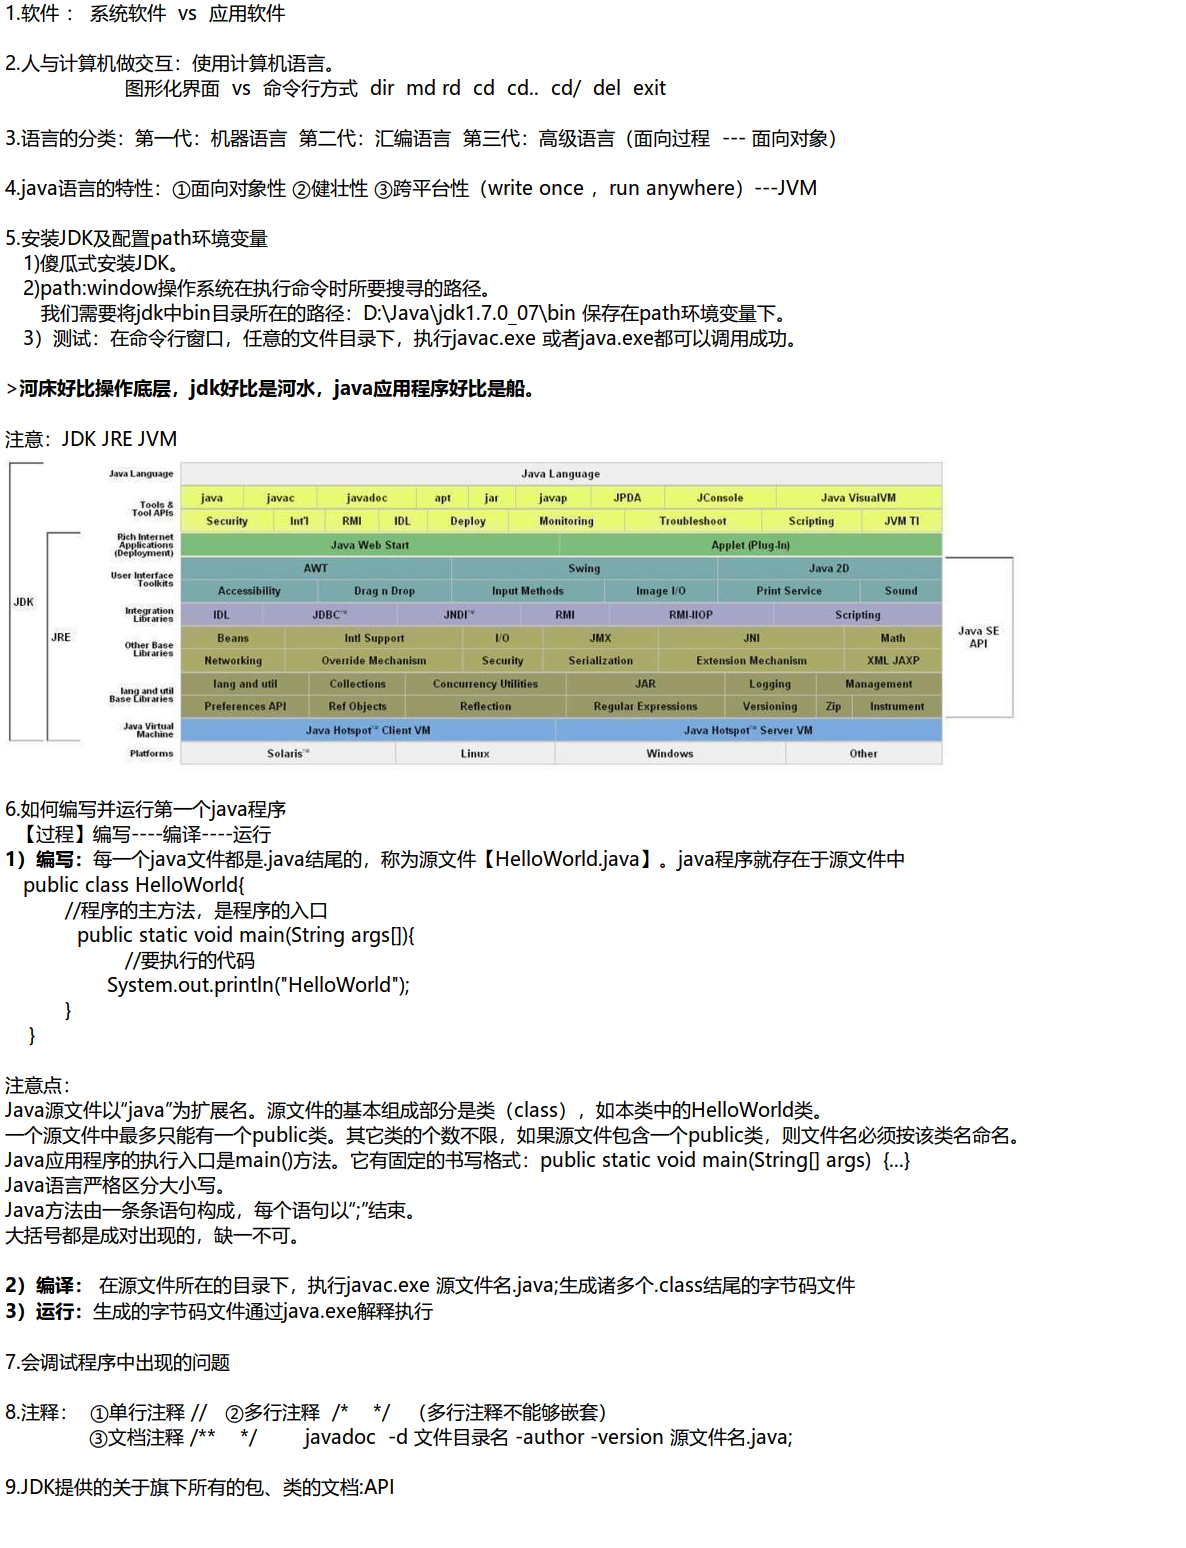 1.软件 ： 系统软件  vs  应用软件
2.人与计算机做交互：使用计算机语言。
图形化界面  vs  命令行方式  dir  md rd  cd  cd..  cd/  del  exit
3.语言的分类：第一代：机器语言  第二代：汇编语言  第三代：高级语言（面向过程  --- 面向对象）
4.java语言的特性：①面向对象性 ②健壮性 ③跨平台性（write once ，run anywhere）---JVM
5.安装JDK及配置path环境变量
1)傻瓜式安装JDK。
2)path:window操作系统在执行命令时所要搜寻的路径。
我们需要将jdk中bin目录所在的路径：D:\Java\jdk1.7.0_07\bin 保存在path环境变量下。
3）测试：在命令行窗口，任意的文件目录下，执行javac.exe 或者java.exe都可以调用成功。
>河床好比操作底层，jdk好比是河水，java应用程序好比是船。
注意：JDK JRE JVM
Java Language Java Language
Tools & Tool APIs java javac javadoc apt jar javap JPDA JConsole Java VisualVM
Security Int'l RMI IDL Deploy Monitoring Troubleshoot Scripting JVM TI
Rich Internet Applications (Deployment) Java Web Start Applet (Plug-In)
User Interface Toolkits AWT Swing Java 2D
Accessibility Drag n Drop Input Methods Image I/O Print Service Sound
JDK
Integration Libraries IDL JDBC™ JNDI™ RMI RMI-IIOP Scripting
JRE
Other Base Libraries Beans Intl Support I/O JMX JNI Math
Java SE API
Networking Override Mechanism Security Serialization Extension Mechanism XML JAXP
lang and util Base Libraries lang and util Collections Concurrency Utilities JAR Logging Management
Preferences API Ref Objects Reflection Regular Expressions Versioning Zip Instrument
Java Virtual Machine Java Hotspot™ Client VM Java Hotspot™ Server VM
Platforms Solaris™ Linux Windows Other
6.如何编写并运行第一个java程序
【过程】编写----编译----运行
1）编写：每一个java文件都是.java结尾的，称为源文件【HelloWorld.java】。java程序就存在于源文件中
public class HelloWorld{
//程序的主方法，是程序的入口
public static void main(String args[]){
//要执行的代码
System.out.println("HelloWorld");
}
}
注意点：
Java源文件以“java”为扩展名。源文件的基本组成部分是类（class），如本类中的HelloWorld类。
一个源文件中最多只能有一个public类。其它类的个数不限，如果源文件包含一个public类，则文件名必须按该类名命名。
Java应用程序的执行入口是main()方法。它有固定的书写格式：public static void main(String[] args)  {...}
Java语言严格区分大小写。
Java方法由一条条语句构成，每个语句以“;”结束。
大括号都是成对出现的，缺一不可。
2）编译： 在源文件所在的目录下，执行javac.exe 源文件名.java;生成诸多个.class结尾的字节码文件
3）运行：生成的字节码文件通过java.exe解释执行
7.会调试程序中出现的问题
8.注释：  ①单行注释 //   ②多行注释  /*    */   （多行注释不能够嵌套）
③文档注释 /**    */        javadoc  -d 文件目录名 -author -version 源文件名.java;
9.JDK提供的关于旗下所有的包、类的文档:API